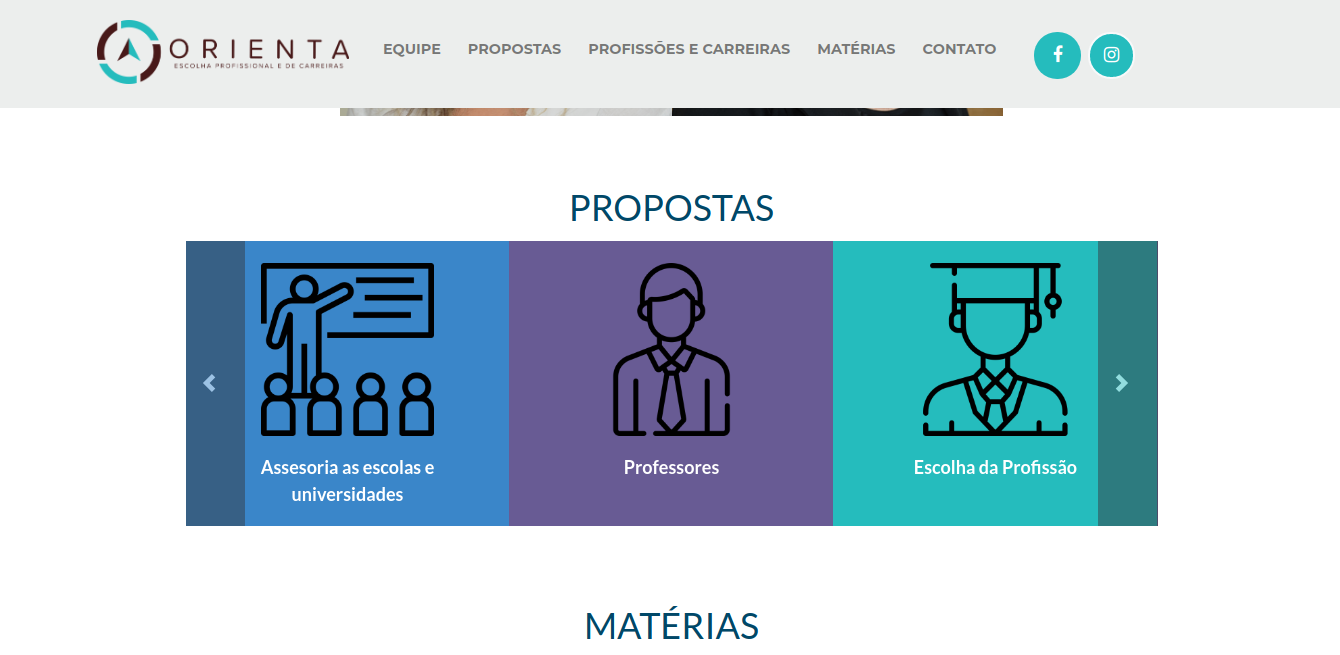 ORIENTA
ESCOLHA PROFISSIONAL E DE CARREIRAS
EQUIPE PROPOSTAS PROFISSÕES E CARREIRAS MATÉRIAS CONTATO
PROPOSTAS
Assesoria as escolas e
universidades
Professores
Escolha da Profissão
MATÉRIAS